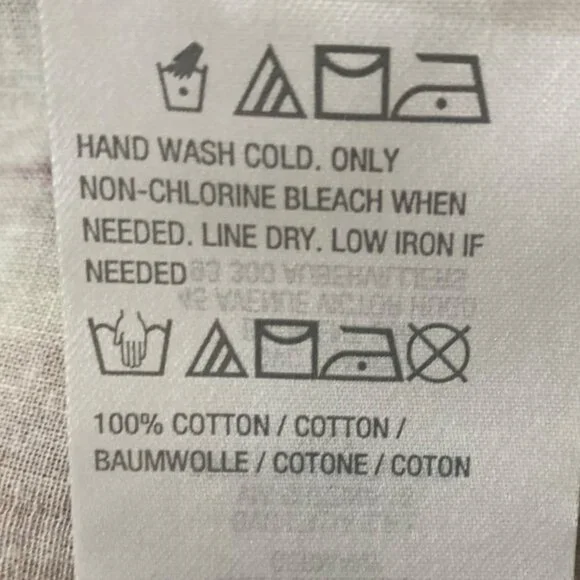 HAND WASH COLD. ONLY
NON-CHLORINE BLEACH WHEN
NEEDED. LINE DRY. LOW IRON IF
NEEDED
100% COTTON / COTTON /
BAUMWOLLE / COTONE / COTON